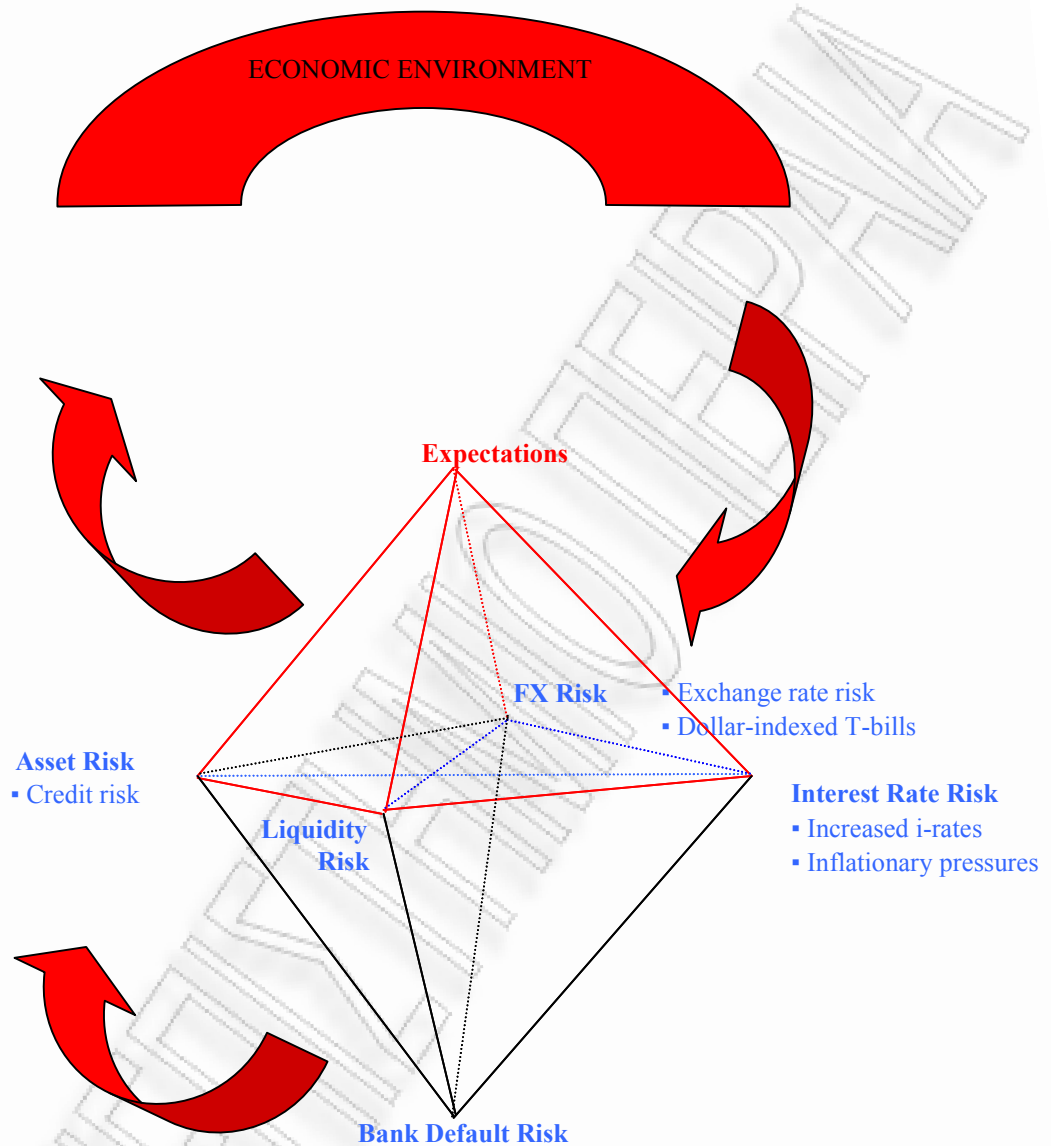 ECONOMIC ENVIRONMENT
Expectations
FX Risk
▪ Exchange rate risk
▪ Dollar-indexed T-bills
Asset Risk
▪ Credit risk
Interest Rate Risk
▪ Increased i-rates
▪ Inflationary pressures
Liquidity
Risk
Bank Default Risk